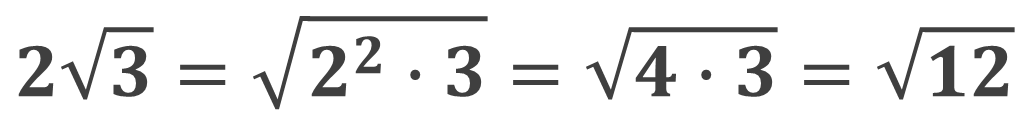 2√3 = √(2² · 3) = √(4 · 3) = √12